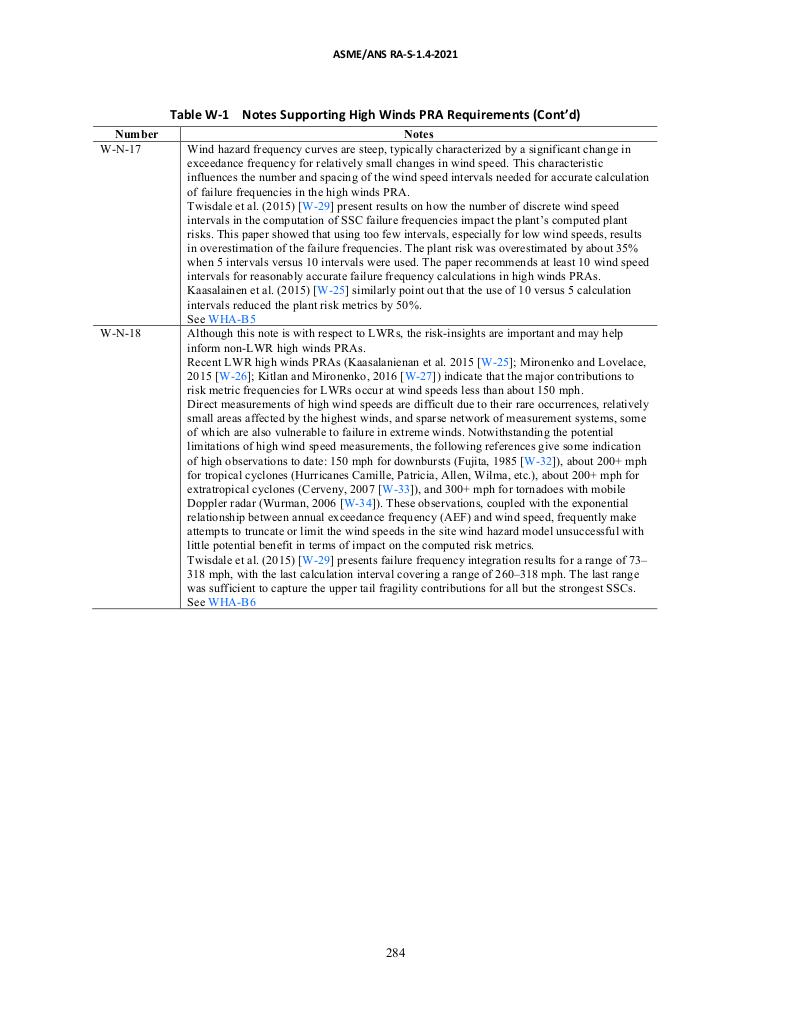 ASME/ANS RA-S-1.4-2021
Table W-1 Notes Supporting High Winds PRA Requirements (Cont’d)
Number Notes
W-N-17 Wind hazard frequency curves are steep, typically characterized by a significant change in
exceedance frequency for relatively small changes in wind speed. This characteristic
influences the number and spacing of the wind speed intervals needed for accurate calculation
of failure frequencies in the high winds PRA.
Twisdale et al. (2015) [W-29] present results on how the number of discrete wind speed
intervals in the computation of SSC failure frequencies impact the plant’s computed plant
risks. This paper showed that using too few intervals, especially for low wind speeds, results
in overestimation of the failure frequencies. The plant risk was overestimated by about 35%
when 5 intervals versus 10 intervals were used. The paper recommends at least 10 wind speed
intervals for reasonably accurate failure frequency calculations in high winds PRAs.
Kaasalainen et al. (2015) [W-25] similarly point out that the use of 10 versus 5 calculation
intervals reduced the plant risk metrics by 50%.
See WHA-B5
W-N-18 Although this note is with respect to LWRs, the risk-insights are important and may help
inform non-LWR high winds PRAs.
Recent LWR high winds PRAs (Kaasalanienan et al. 2015 [W-25]; Mironenko and Lovelace,
2015 [W-26]; Kitlan and Mironenko, 2016 [W-27]) indicate that the major contributions to
risk metric frequencies for LWRs occur at wind speeds less than about 150 mph.
Direct measurements of high wind speeds are difficult due to their rare occurrences, relatively
small areas affected by the highest winds, and sparse network of measurement systems, some
of which are also vulnerable to failure in extreme winds. Notwithstanding the potential
limitations of high wind speed measurements, the following references give some indication
of high observations to date: 150 mph for downbursts (Fujita, 1985 [W-32]), about 200+ mph
for tropical cyclones (Hurricanes Camille, Patricia, Allen, Wilma, etc.), about 200+ mph for
extratropical cyclones (Cerveny, 2007 [W-33]), and 300+ mph for tornadoes with mobile
Doppler radar (Wurman, 2006 [W-34]). These observations, coupled with the exponential
relationship between annual exceedance frequency (AEF) and wind speed, frequently make
attempts to truncate or limit the wind speeds in the site wind hazard model unsuccessful with
little potential benefit in terms of impact on the computed risk metrics.
Twisdale et al. (2015) [W-29] presents failure frequency integration results for a range of 73–
318 mph, with the last calculation interval covering a range of 260–318 mph. The last range
was sufficient to capture the upper tail fragility contributions for all but the strongest SSCs.
See WHA-B6
284